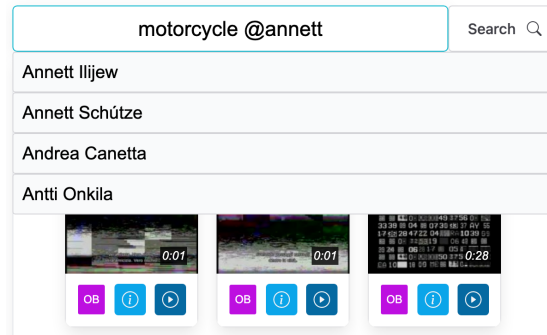 motorcycle @annett
Search
Annett Ilijew
Annett Schútze
Andrea Canetta
Antti Onkila
0:01
0:01
0:28
OB
OB
OB